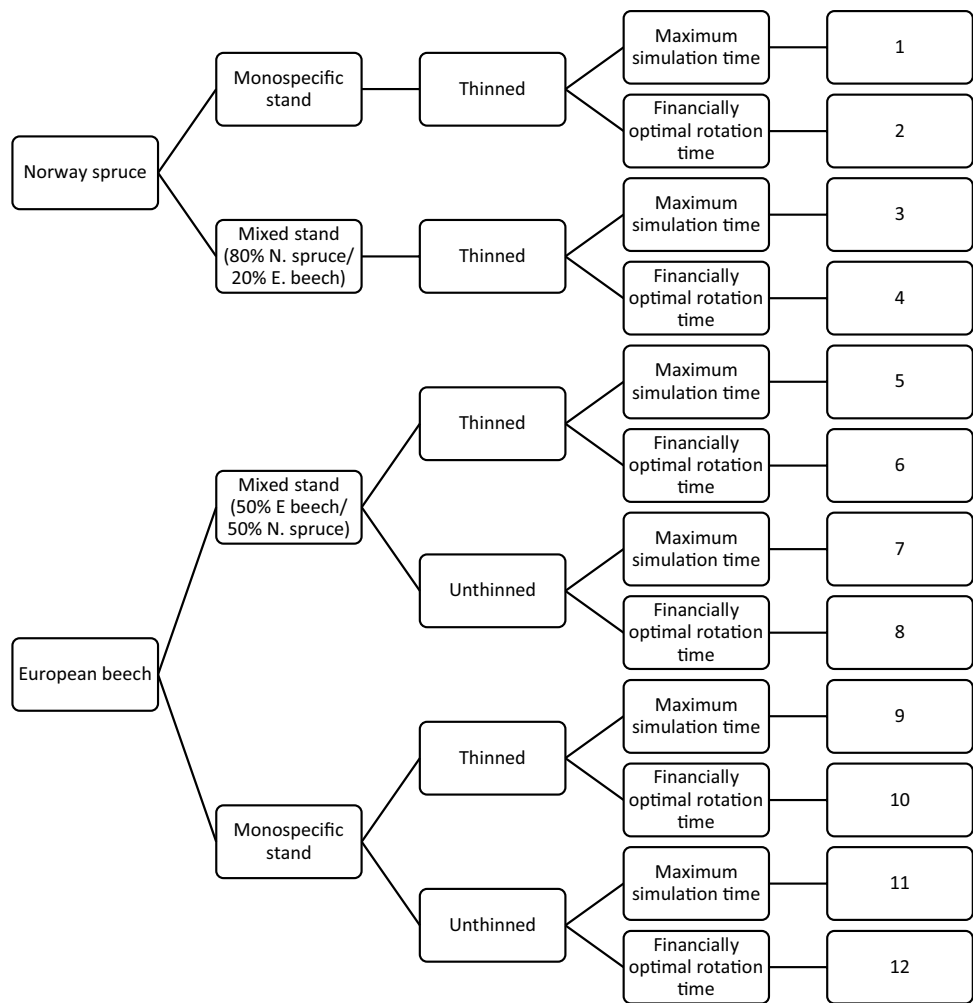 Norway spruce
Monospecific
stand
Thinned
Maximum
simulation time
1
Financially
optimal rotation
time
2
Mixed stand
(80% N. spruce/
20% E. beech)
Thinned
Maximum
simulation time
3
Financially
optimal rotation
time
4
European beech
Mixed stand
(50% E beech/
50% N. spruce)
Thinned
Maximum
simulation time
5
Financially
optimal rotation
time
6
Unthinned
Maximum
simulation time
7
Financially
optimal rotation
time
8
Monospecific
stand
Thinned
Maximum
simulation time
9
Financially
optimal rotation
time
10
Unthinned
Maximum
simulation time
11
Financially
optimal rotation
time
12